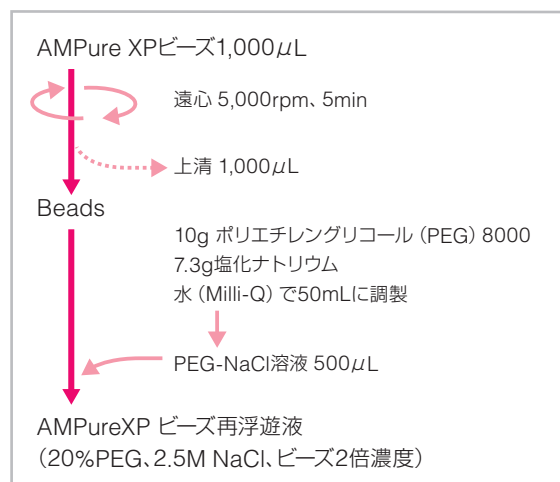 AMPure XPビーズ1,000μL
遠心 5,000rpm、5min
上清 1,000μL
Beads
10g ポリエチレングリコール（PEG）8000
7.3g塩化ナトリウム
水（Milli-Q）で50mLに調製
PEG-NaCl溶液 500μL
AMPureXP ビーズ再浮遊液
（20%PEG、2.5M NaCl、ビーズ2倍濃度）